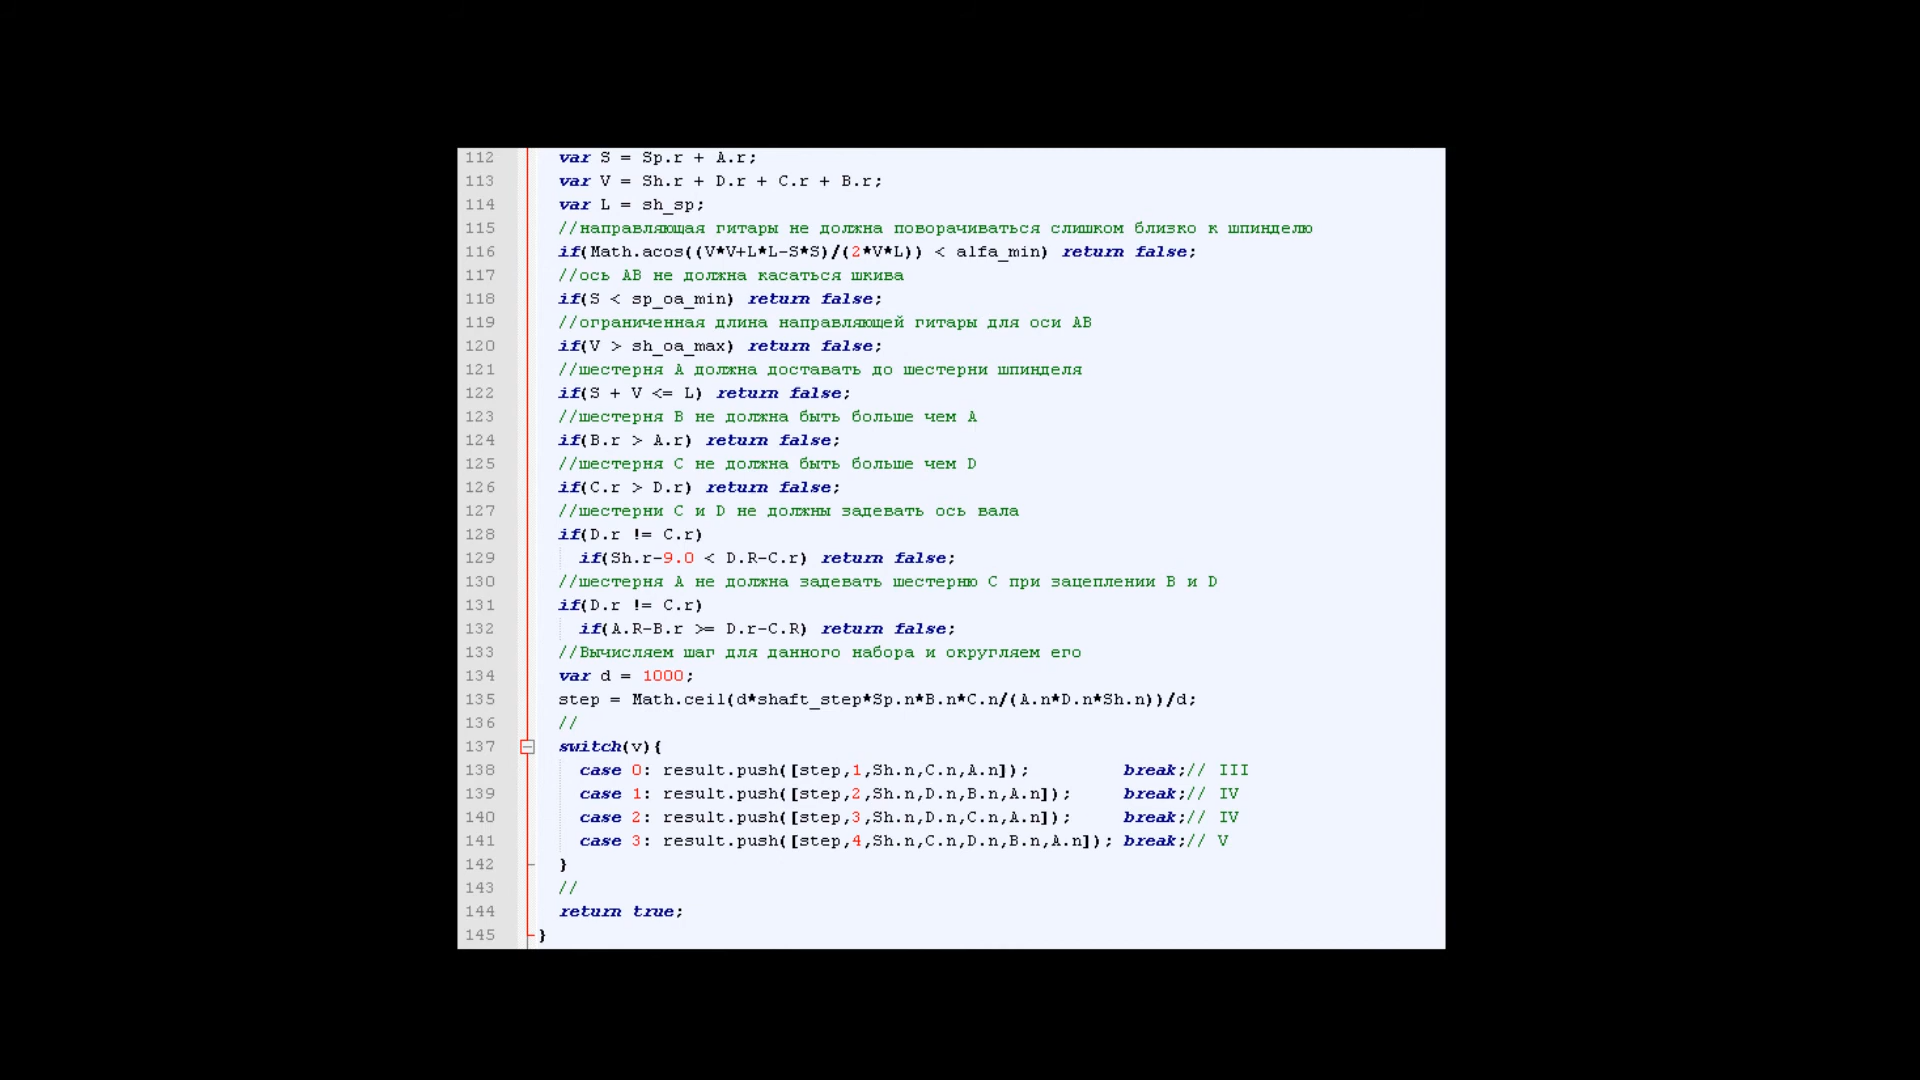 112 var S = Sp.r + A.r;
113 var V = Sh.r + D.r + C.r + B.r;
114 var L = sh_sp;
115 //направляющая гитары не должна поворачиваться слишком близко к шпинделю
116 if(Math.acos((V*V+L*L-S*S)/(2*V*L)) < alfa_min) return false;
117 //ось AB не должна касаться шкива
118 if(S < sp_oa_min) return false;
119 //ограниченная длина направляющей гитары для оси AB
120 if(V > sh_oa_max) return false;
121 //шестерня A должна доставать до шестерни шпинделя
122 if(S + V <= L) return false;
123 //шестерня B не должна быть больше чем A
124 if(B.r > A.r) return false;
125 //шестерня C не должна быть больше чем D
126 if(C.r > D.r) return false;
127 //шестерни C и D не должны задевать ось вала
128 if(D.r != C.r)
129 if(Sh.r-9.0 < D.R-C.r) return false;
130 //шестерня A не должна задевать шестерню C при зацеплении B и D
131 if(D.r != C.r)
132 if(A.R-B.r >= D.r-C.R) return false;
133 //Вычисляем шаг для данного набора и округляем его
134 var d = 1000;
135 step = Math.ceil(d*shaft_step*Sp.n*B.n*C.n/(A.n*D.n*Sh.n))/d;
136 //
137 switch(v){
138 case 0: result.push([step,1,Sh.n,C.n,A.n]); break;// III
139 case 1: result.push([step,2,Sh.n,D.n,B.n,A.n]); break;// IV
140 case 2: result.push([step,3,Sh.n,D.n,C.n,A.n]); break;// IV
141 case 3: result.push([step,4,Sh.n,C.n,D.n,B.n,A.n]); break;// V
142 }
143 //
144 return true;
145 }